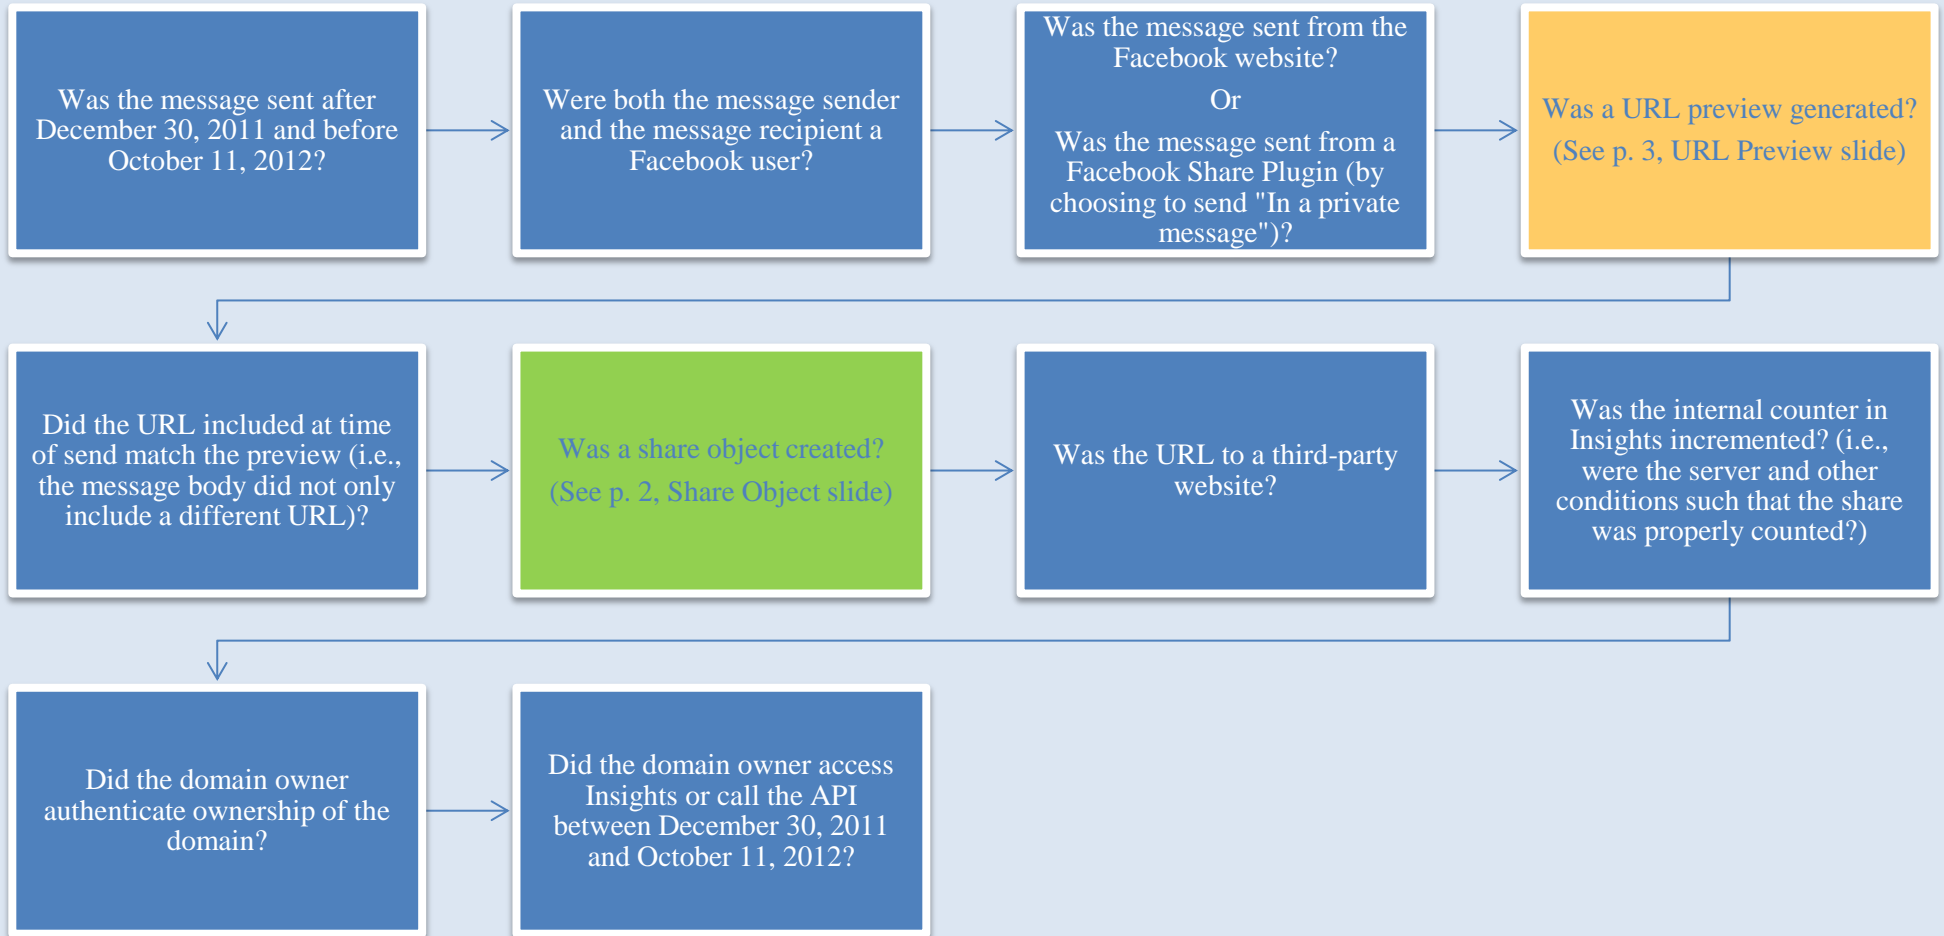 Was the message sent after
December 30, 2011 and before
October 11, 2012?
Were both the message sender
and the message recipient a
Facebook user?
Was the message sent from the
Facebook website?
Or
Was the message sent from a
Facebook Share Plugin (by
choosing to send "In a private
message")?
Was a URL preview generated?
(See p. 3, URL Preview slide)
Did the URL included at time
of send match the preview (i.e.,
the message body did not only
include a different URL)?
Was a share object created?
(See p. 2, Share Object slide)
Was the URL to a third-party
website?
Was the internal counter in
Insights incremented? (i.e.,
were the server and other
conditions such that the share
was properly counted?)
Did the domain owner
authenticate ownership of the
domain?
Did the domain owner access
Insights or call the API
between December 30, 2011
and October 11, 2012?